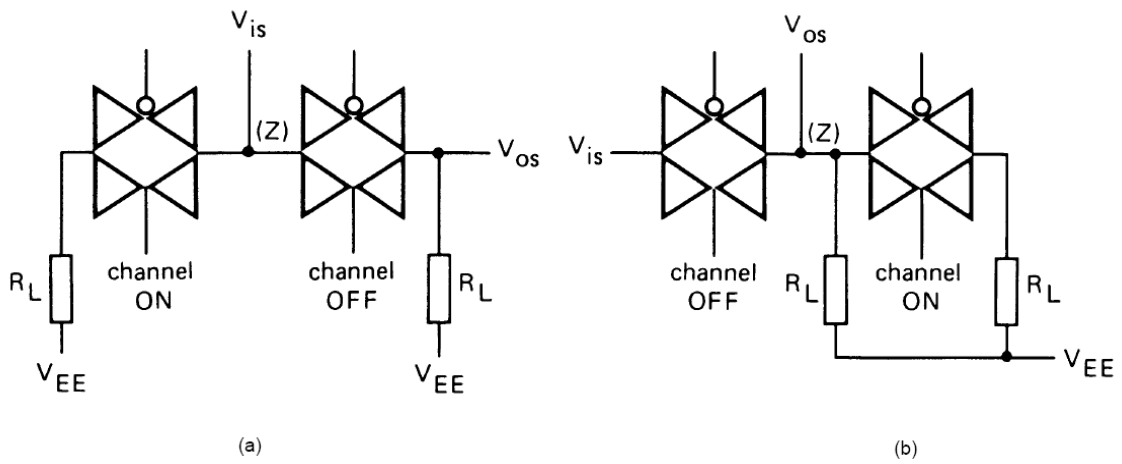 V_is
(Z)
V_os
channel
ON
channel
OFF
R_L
R_L
V_EE
V_EE
(a)
V_os
V_is
(Z)
channel
OFF
channel
ON
R_L
R_L
V_EE
(b)